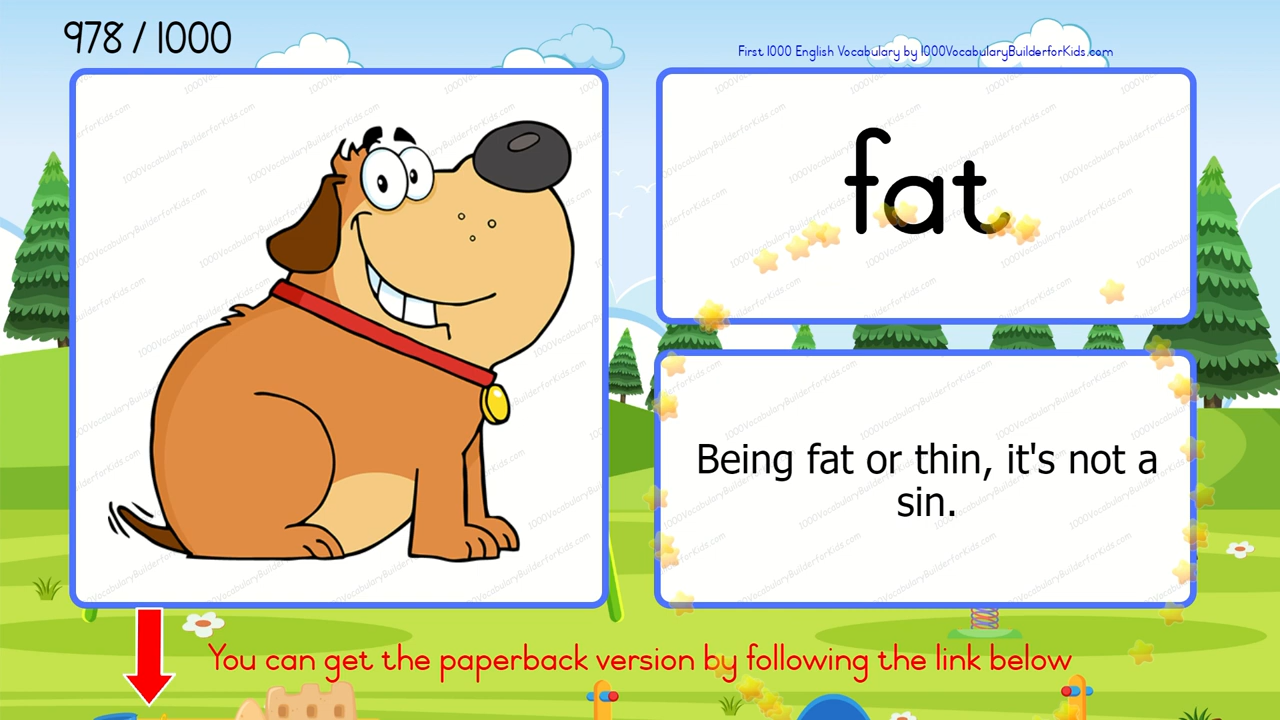 978 / 1000
First 1000 English Vocabulary by 1000VocabularyBuilderforKids.com
fat
Being fat or thin, it's not a
sin.
You can get the paperback version by following the link below